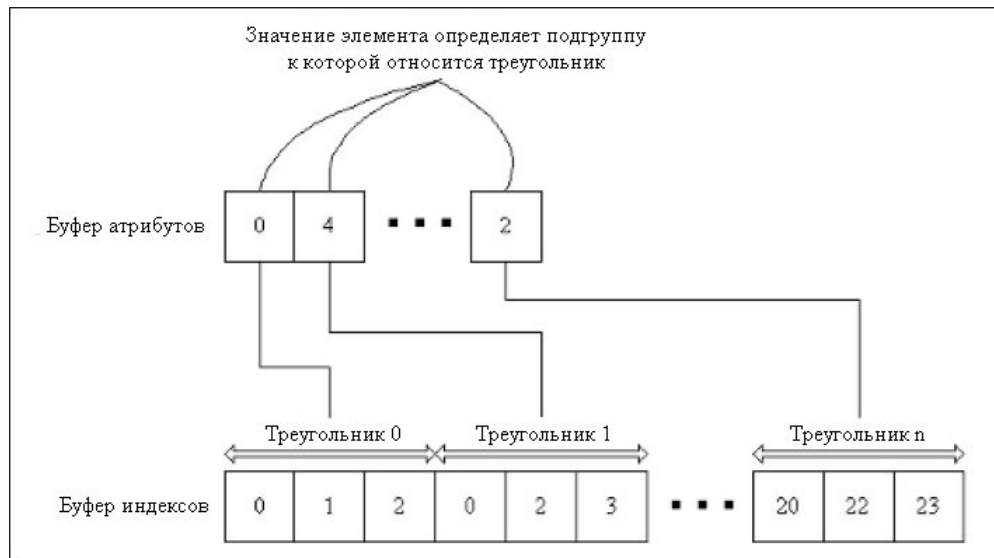 Значение элемента определяет подгруппу
к которой относится треугольник
Буфер атрибутов 0 4 ... 2
Треугольник 0 Треугольник 1 Треугольник n
Буфер индексов 0 1 2 0 2 3 ... 20 22 23